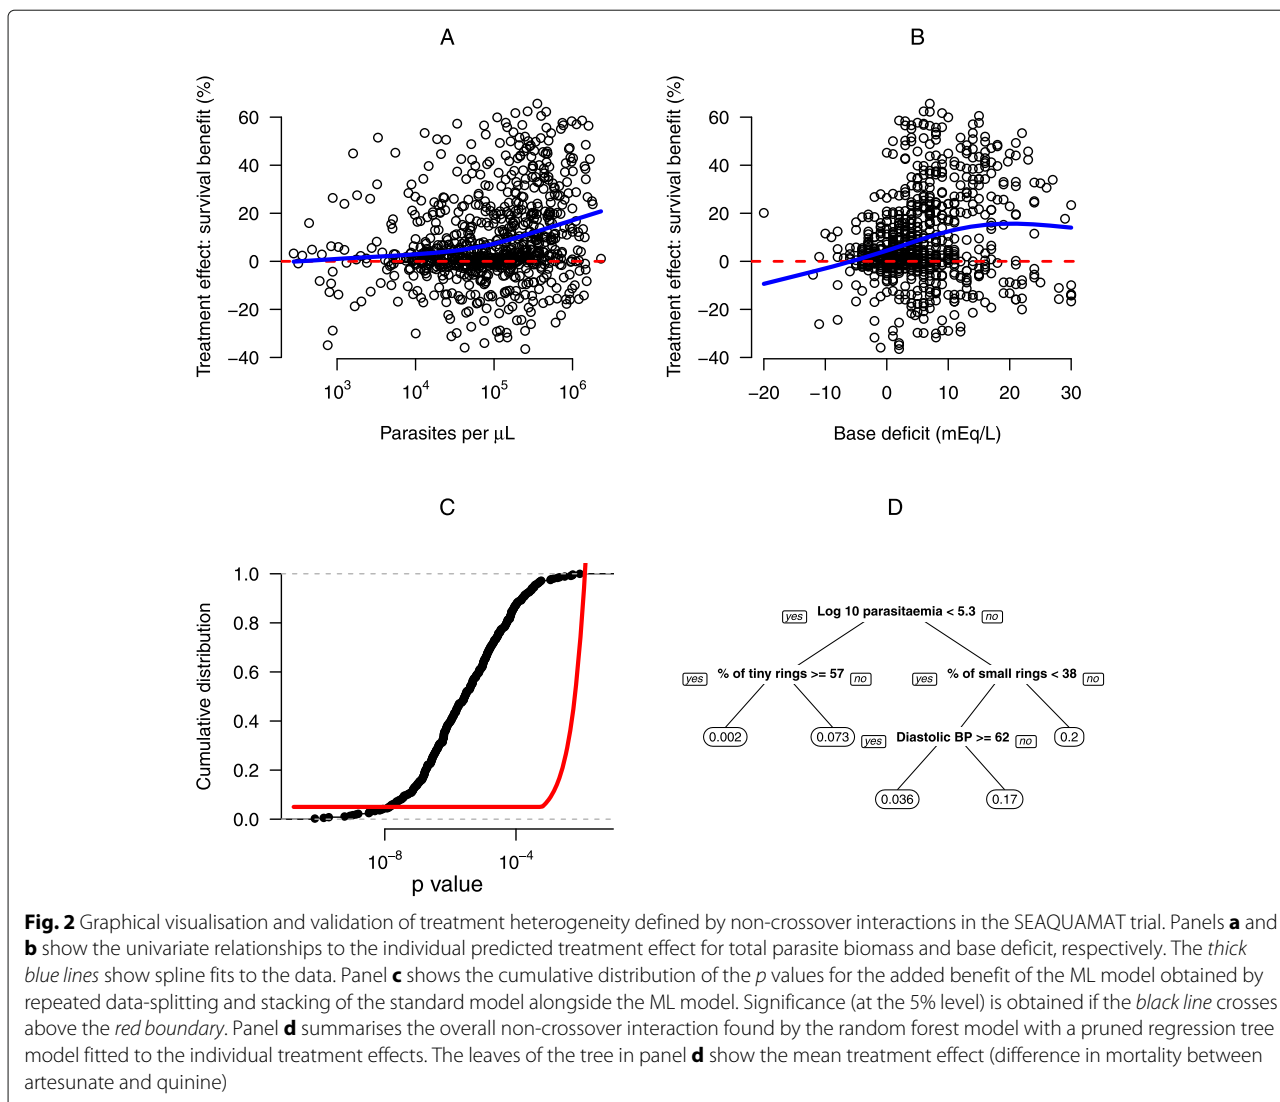 A
Treatment effect: survival benefit (%)
60
40
20
0
−20
−40
10³ 10⁴ 10⁵ 10⁶
Parasites per μL
B
Treatment effect: survival benefit (%)
60
40
20
0
−20
−40
−20 −10 0 10 20 30
Base deficit (mEq/L)
C
Cumulative distribution
1.0
0.8
0.6
0.4
0.2
0.0
10⁻⁸ 10⁻⁴
p value
D
yes Log 10 parasitaemia < 5.3 no
yes % of tiny rings >= 57 no yes % of small rings < 38 no
0.002 0.073 yes Diastolic BP >= 62 no 0.2
0.036 0.17
Fig. 2 Graphical visualisation and validation of treatment heterogeneity defined by non-crossover interactions in the SEAQUAMAT trial. Panels a and
b show the univariate relationships to the individual predicted treatment effect for total parasite biomass and base deficit, respectively. The thick
blue lines show spline fits to the data. Panel c shows the cumulative distribution of the p values for the added benefit of the ML model obtained by
repeated data-splitting and stacking of the standard model alongside the ML model. Significance (at the 5% level) is obtained if the black line crosses
above the red boundary. Panel d summarises the overall non-crossover interaction found by the random forest model with a pruned regression tree
model fitted to the individual treatment effects. The leaves of the tree in panel d show the mean treatment effect (difference in mortality between
artesunate and quinine)